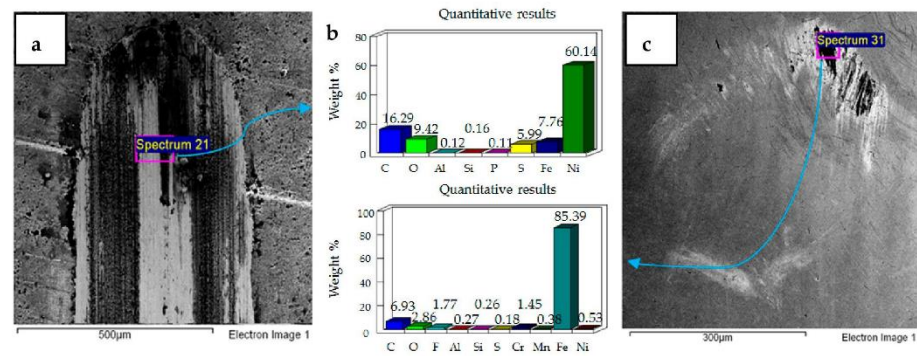 a
Spectrum 21
500µm
Electron Image 1
b
Quantitative results
Weight %
80
60
40
20
0
16.29
9.42
0.12
0.16
0.11
5.99
7.76
60.14
C O Al Si P S Fe Ni
Quantitative results
Weight %
100
80
60
40
20
0
6.93
2.86
1.77
0.27
0.26
0.18
1.45
0.38
85.39
0.53
C O F Al Si S Cr Mn Fe Ni
c
Spectrum 31
300µm
Electron Image 1